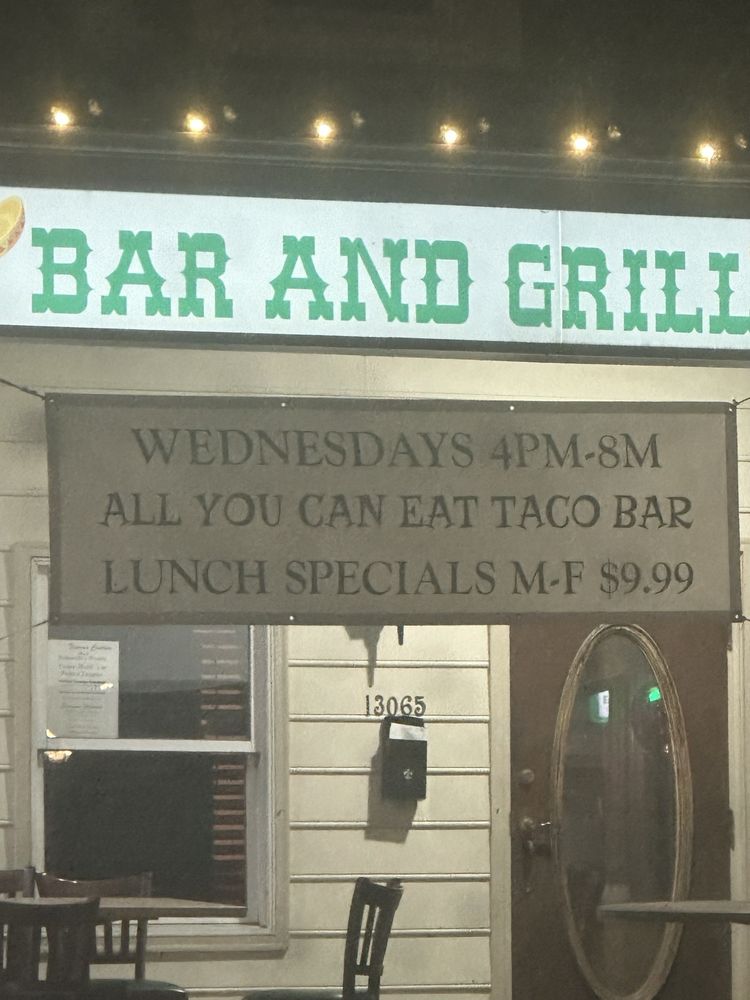 BAR AND GRILL
WEDNESDAYS 4PM-8M
ALL YOU CAN EAT TACO BAR
LUNCH SPECIALS M-F $9.99
13065